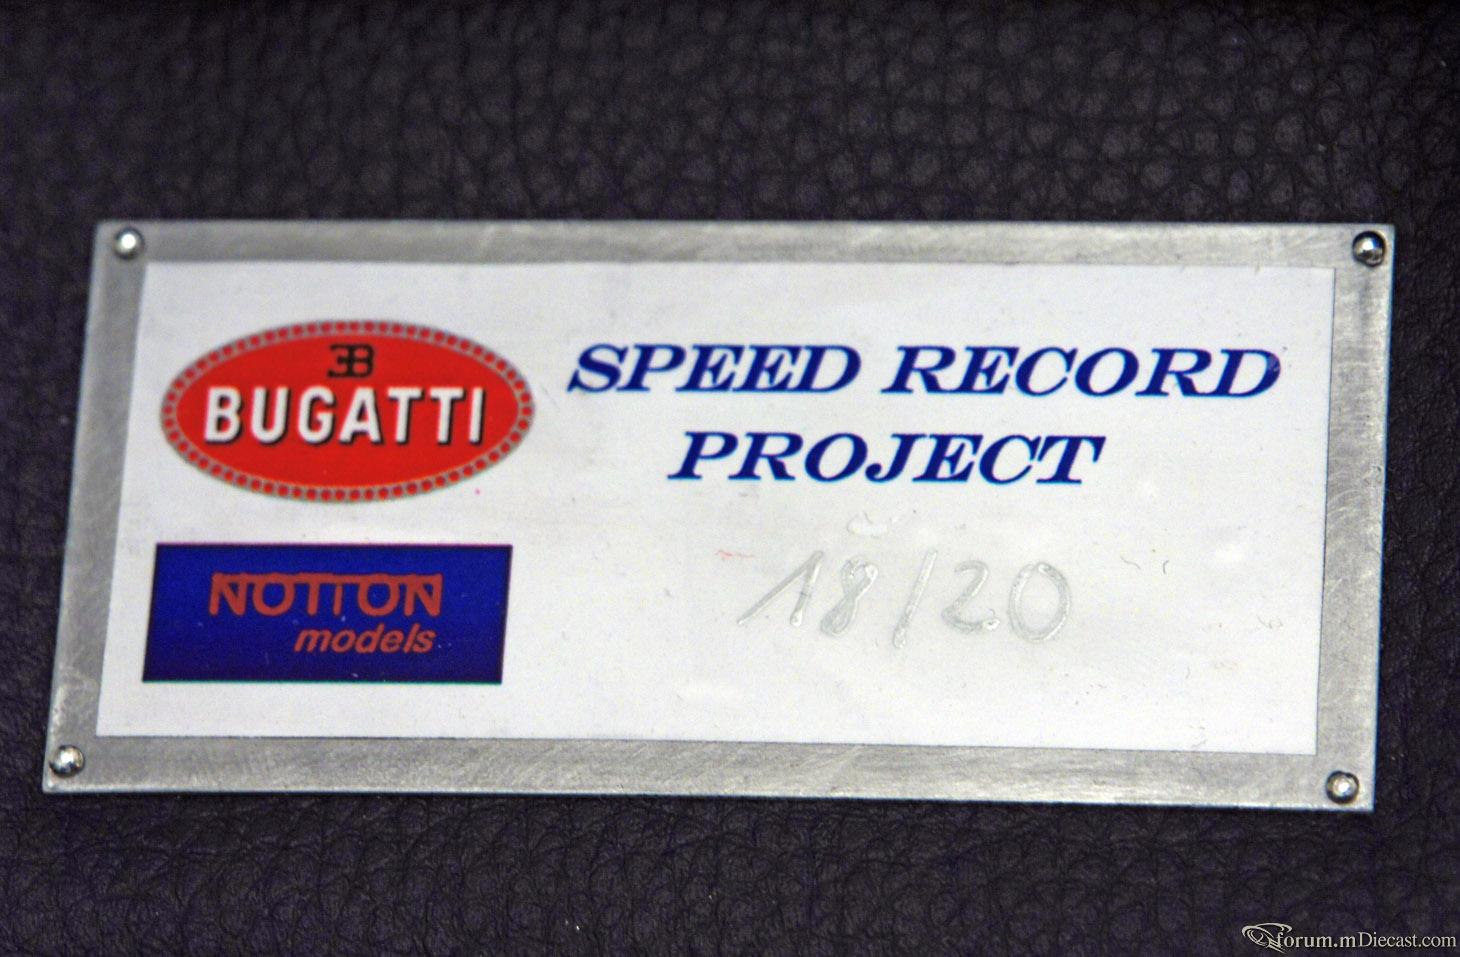 EB
BUGATTI
SPEED RECORD
PROJECT
NOTTON
models
18/20
forum.mDiecast.com